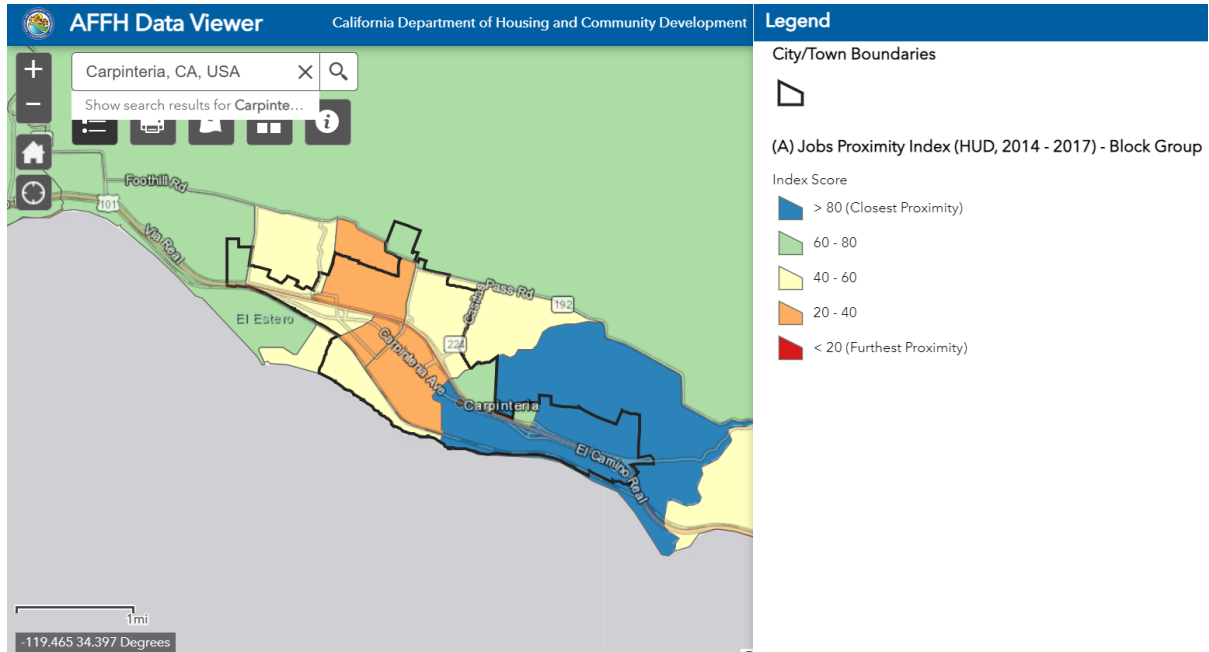 AFFH Data Viewer
California Department of Housing and Community Development
Carpinteria, CA, USA
Show search results for Carpinte...
Foothill Rd
101
Via Real
El Estero
Casitas Pass Rd
192
224
Carpinteria Ave
Carpinteria
El Camino Real
1mi
-119.465 34.397 Degrees
Legend
City/Town Boundaries
(A) Jobs Proximity Index (HUD, 2014 - 2017) - Block Group
Index Score
> 80 (Closest Proximity)
60 - 80
40 - 60
20 - 40
< 20 (Furthest Proximity)